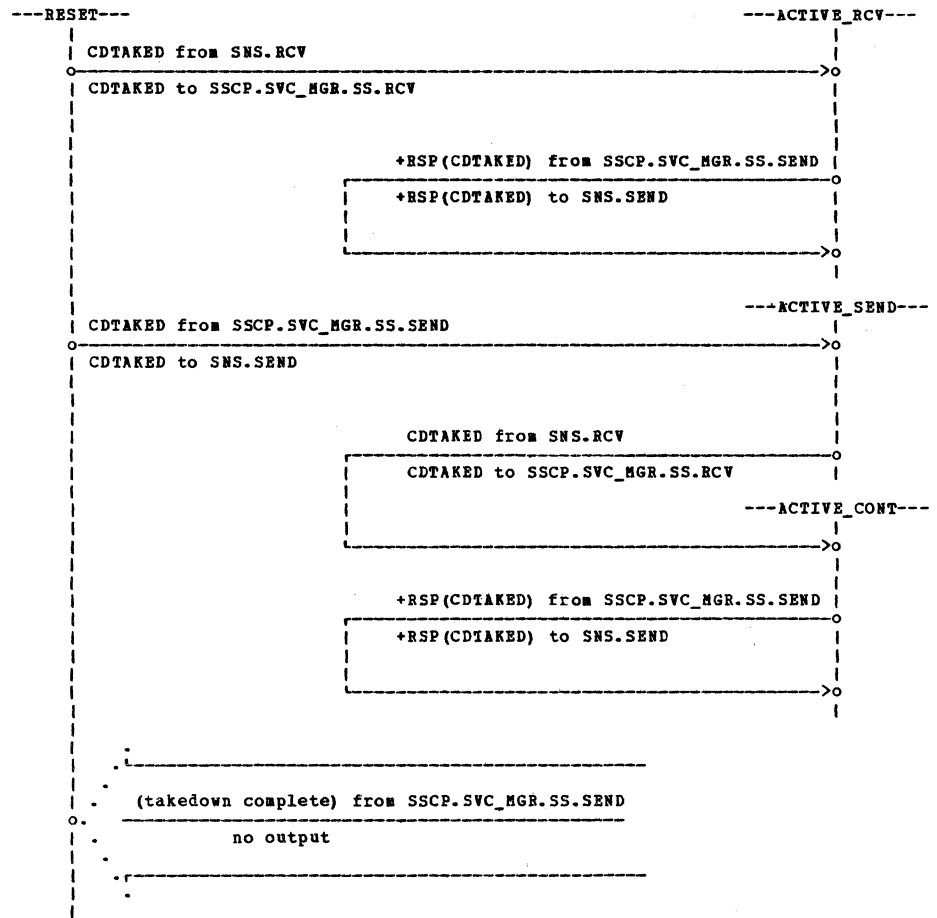 ---RESET---
---ACTIVE_RCV---
CDTAKED from SNS.RCV
CDTAKED to SSCP.SVC_MGR.SS.RCV
+RSP(CDTAKED) from SSCP.SVC_MGR.SS.SEND
+RSP(CDTAKED) to SNS.SEND
---ACTIVE_SEND---
CDTAKED from SSCP.SVC_MGR.SS.SEND
CDTAKED to SNS.SEND
CDTAKED from SNS.RCV
CDTAKED to SSCP.SVC_MGR.SS.RCV
---ACTIVE_CONT---
+RSP(CDTAKED) from SSCP.SVC_MGR.SS.SEND
+RSP(CDTAKED) to SNS.SEND
(takedown complete) from SSCP.SVC_MGR.SS.SEND
no output